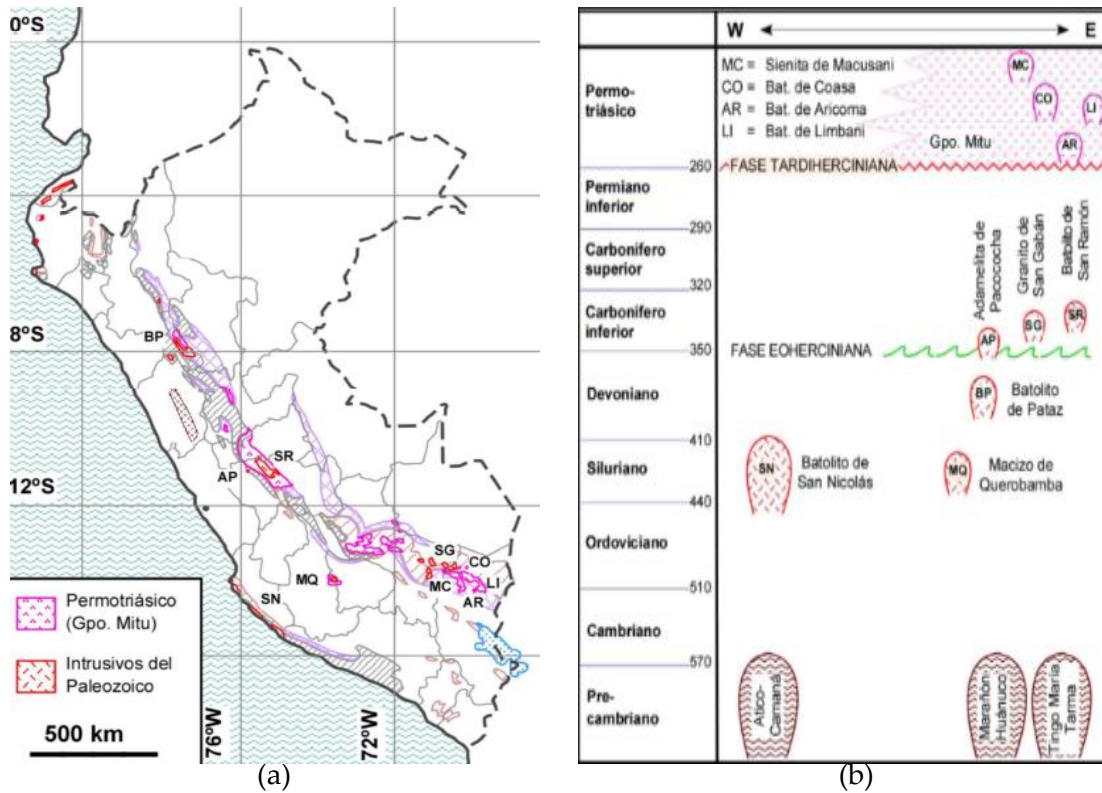 0ºS
8ºS
12ºS
BP
SR
AP
SG
CO
MQ
MC
LI
AR
SN
Permotriásico
(Gpo. Mitu)
Intrusivos del
Paleozoico
500 km
76ºW
72ºW
(a)
W
E
Permo-
triásico
MC = Sienita de Macusani
CO = Bat. de Coasa
AR = Bat. de Aricoma
LI = Bat. de Limbani
MC
CO
LI
AR
Gpo. Mitu
260
FASE TARDIHERCINIANA
Permiano
inferior
290
Carbonífero
superior
320
Carbonífero
inferior
Adamelita de
Pacococha
Granito de
San Gabán
Batolito de
San Ramón
AP
SG
SR
350
FASE EOHERCINIANA
Devoniano
BP
Batolito
de Pataz
410
Siluriano
SN
Batolito de
San Nicolás
MQ
Macizo de
Querobamba
440
Ordoviciano
510
Cambriano
570
Pre-
cambriano
Atico-
Camaná
Marañon-
Huánuco
Tingo María
Tarma
(b)